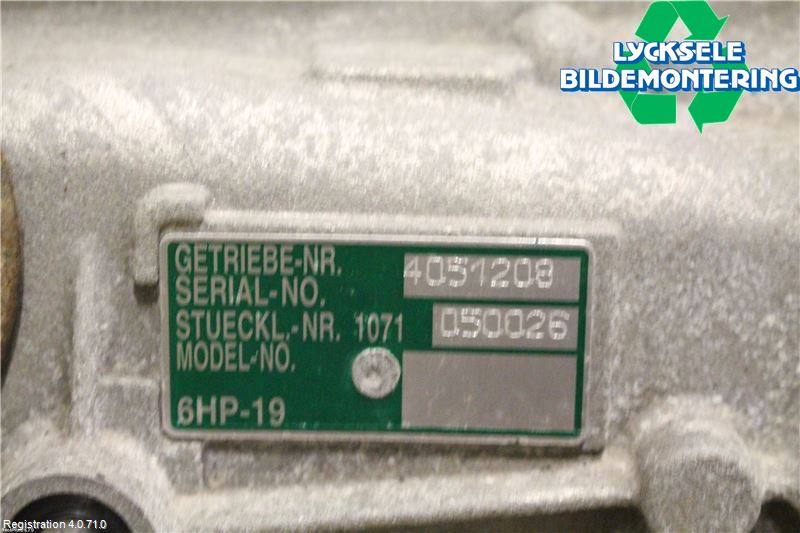 LYCKSELE
BILDEMONTERING
GETRIEBE-NR. 4051208
SERIAL-NO.
STUECKL.-NR. 1071 050026
MODEL-NO.
6HP-19
Registration 4.0.71.0